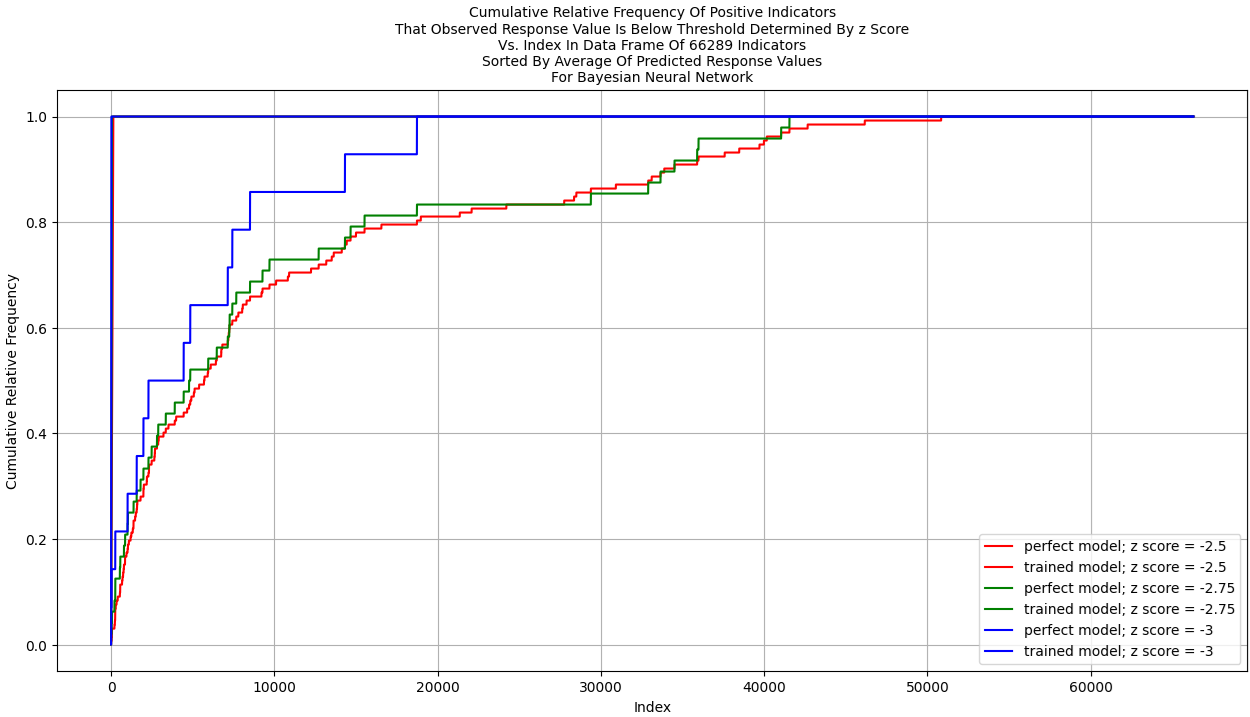 Cumulative Relative Frequency Of Positive Indicators
That Observed Response Value Is Below Threshold Determined By z Score
Vs. Index In Data Frame Of 66289 Indicators
Sorted By Average Of Predicted Response Values
For Bayesian Neural Network
1.0
0.8
0.6
0.4
0.2
0.0
Cumulative Relative Frequency
perfect model; z score = -2.5
trained model; z score = -2.5
perfect model; z score = -2.75
trained model; z score = -2.75
perfect model; z score = -3
trained model; z score = -3
0 10000 20000 30000 40000 50000 60000
Index